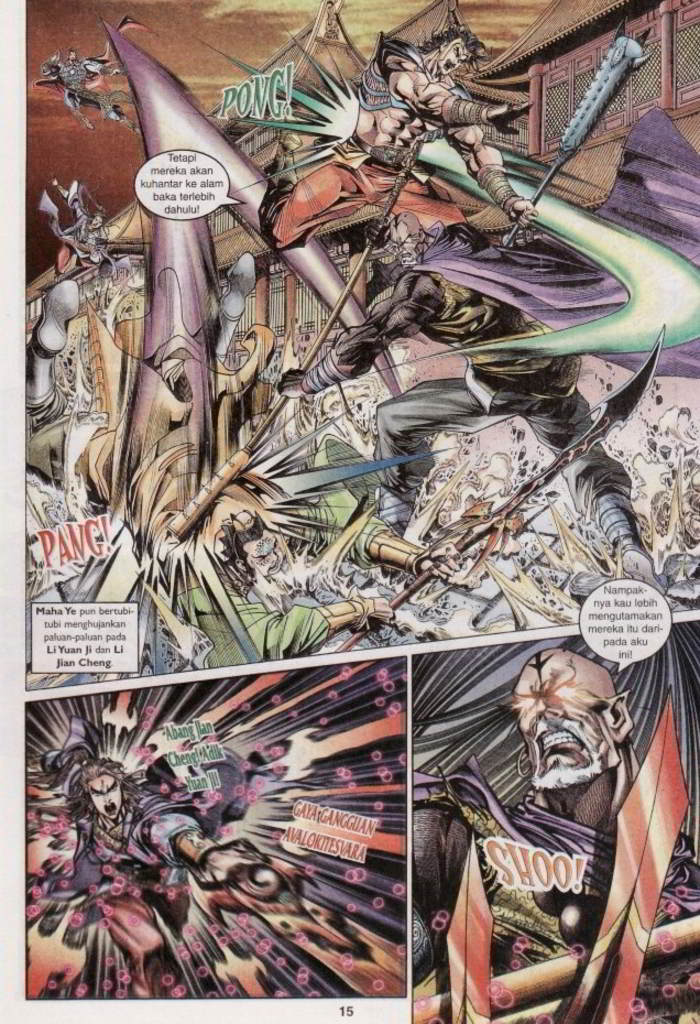 PONG!
Tetapi
mereka akan
kuhantar ke alam
baka terlebih
dahulu!
PANG!
Maha Ye pun bertubi-
tubi menghujankan
paluan-paluan pada
Li Yuan Ji dan Li
Jian Cheng.
Nampak-
nya kau lebih
mengutamakan
mereka itu dari-
pada aku
ini!
Abang Jian
Cheng! Adik
Yuan Ji!
GAYA GANGGUAN
AVALOKITESVARA
SHOO!
15